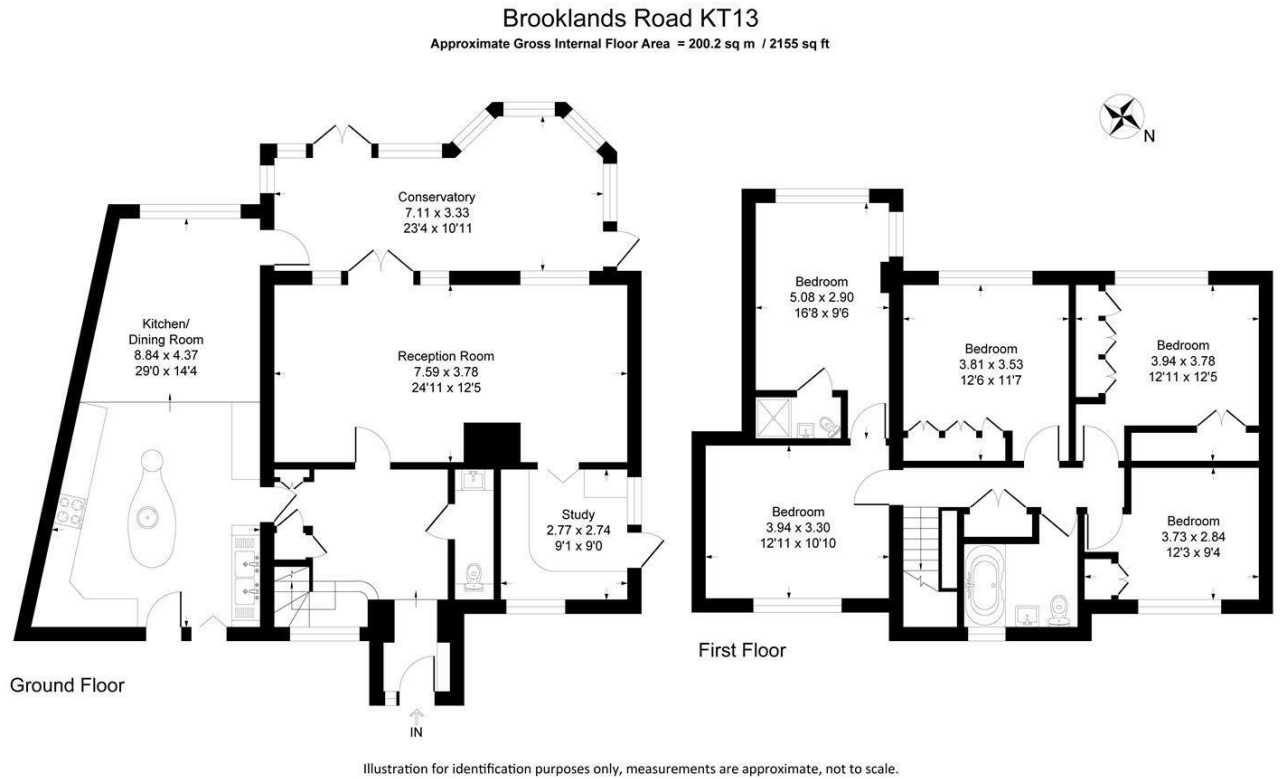 Brooklands Road KT13
Approximate Gross Internal Floor Area = 200.2 sq m / 2155 sq ft
N
Conservatory
7.11 x 3.33
23'4 x 10'11
Kitchen/
Dining Room
8.84 x 4.37
29'0 x 14'4
Reception Room
7.59 x 3.78
24'11 x 12'5
Study
2.77 x 2.74
9'1 x 9'0
IN
Ground Floor
Bedroom
5.08 x 2.90
16'8 x 9'6
Bedroom
3.81 x 3.53
12'6 x 11'7
Bedroom
3.94 x 3.78
12'11 x 12'5
Bedroom
3.94 x 3.30
12'11 x 10'10
Bedroom
3.73 x 2.84
12'3 x 9'4
First Floor
Illustration for identification purposes only, measurements are approximate, not to scale.